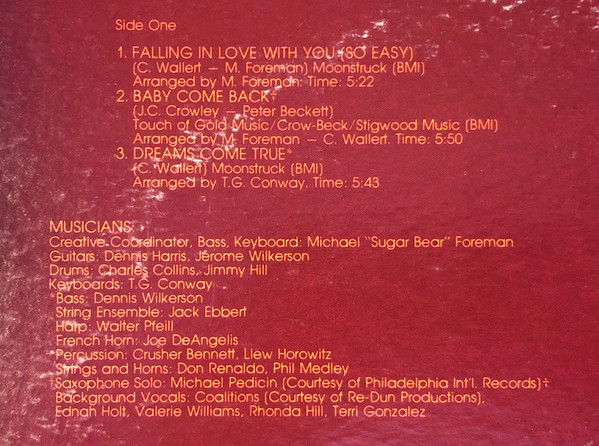 Side One
1. FALLING IN LOVE WITH YOU (SO EASY)
(C. Wallert — M. Foreman) Moonstruck (BMI)
Arranged by M. Foreman. Time: 5:22
2. BABY COME BACK†
(J.C. Crowley — Peter Beckett)
Touch of Gold Music/Crow-Beck/Stigwood Music (BMI)
Arranged by M. Foreman — C. Wallert. Time: 5:50
3. DREAMS COME TRUE*
(C. Wallert) Moonstruck (BMI)
Arranged by T.G. Conway. Time: 5:43
MUSICIANS:
Creative Coordinator, Bass, Keyboard: Michael "Sugar Bear" Foreman
Guitars: Dennis Harris, Jerome Wilkerson
Drums: Charles Collins, Jimmy Hill
Keyboards: T.G. Conway
*Bass: Dennis Wilkerson
String Ensemble: Jack Ebbert
Harp: Walter Pfeill
French Horn: Joe DeAngelis
Percussion: Crusher Bennett, Llew Horowitz
Strings and Horns: Don Renaldo, Phil Medley
†Saxophone Solo: Michael Pedicin (Courtesy of Philadelphia Int'l. Records)†
Background Vocals: Coalitions (Courtesy of Re-Dun Productions),
Ednah Holt, Valerie Williams, Rhonda Hill, Terri Gonzalez